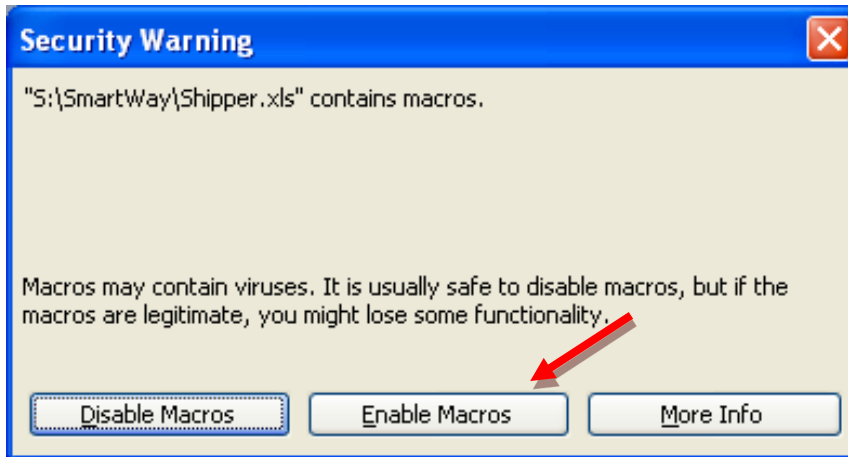 Security Warning
"S:\SmartWay\Shipper.xls" contains macros.
Macros may contain viruses. It is usually safe to disable macros, but if the
macros are legitimate, you might lose some functionality.
Disable Macros
Enable Macros
More Info